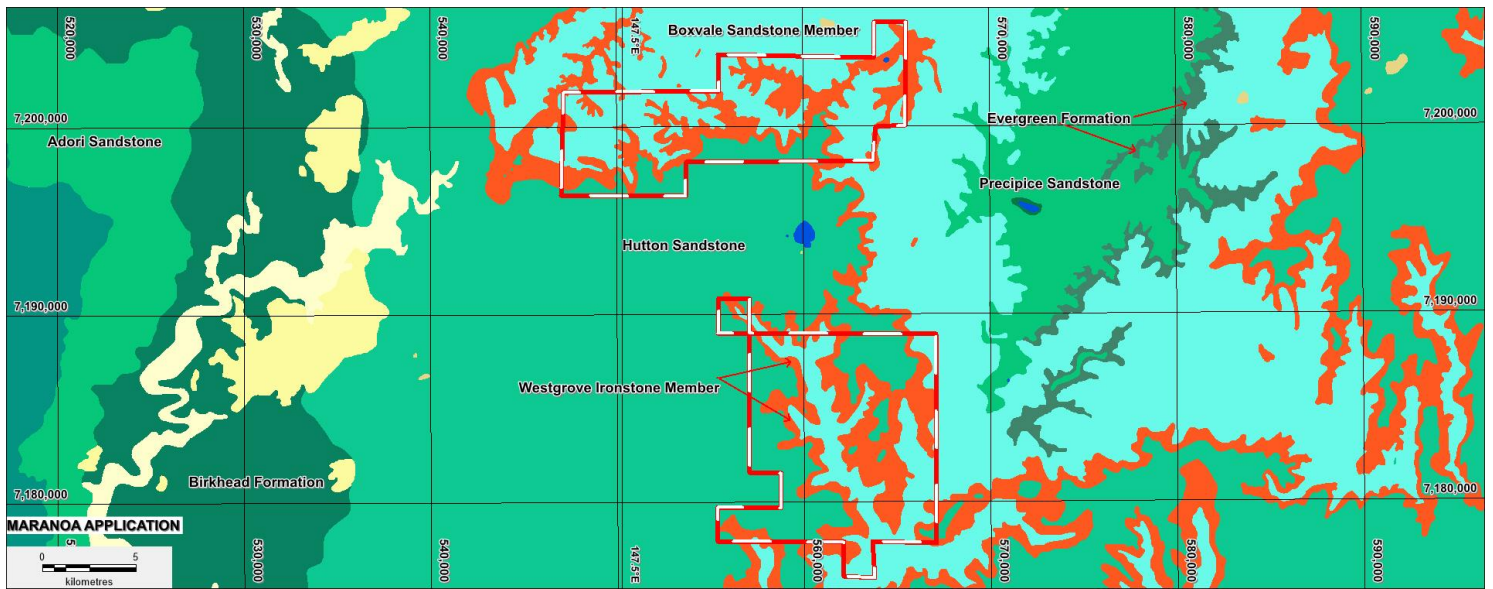 520,000
530,000
540,000
147.5°E
Boxvale Sandstone Member
570,000
580,000
590,000
7,200,000
7,200,000
Evergreen Formation
Adori Sandstone
Precipice Sandstone
Hutton Sandstone
7,190,000
7,190,000
Westgrove Ironstone Member
Birkhead Formation
7,180,000
7,180,000
MARANOA APPLICATION
0 5
kilometres
5
530,000
540,000
147.5°E
560,000
570,000
580,000
590,000